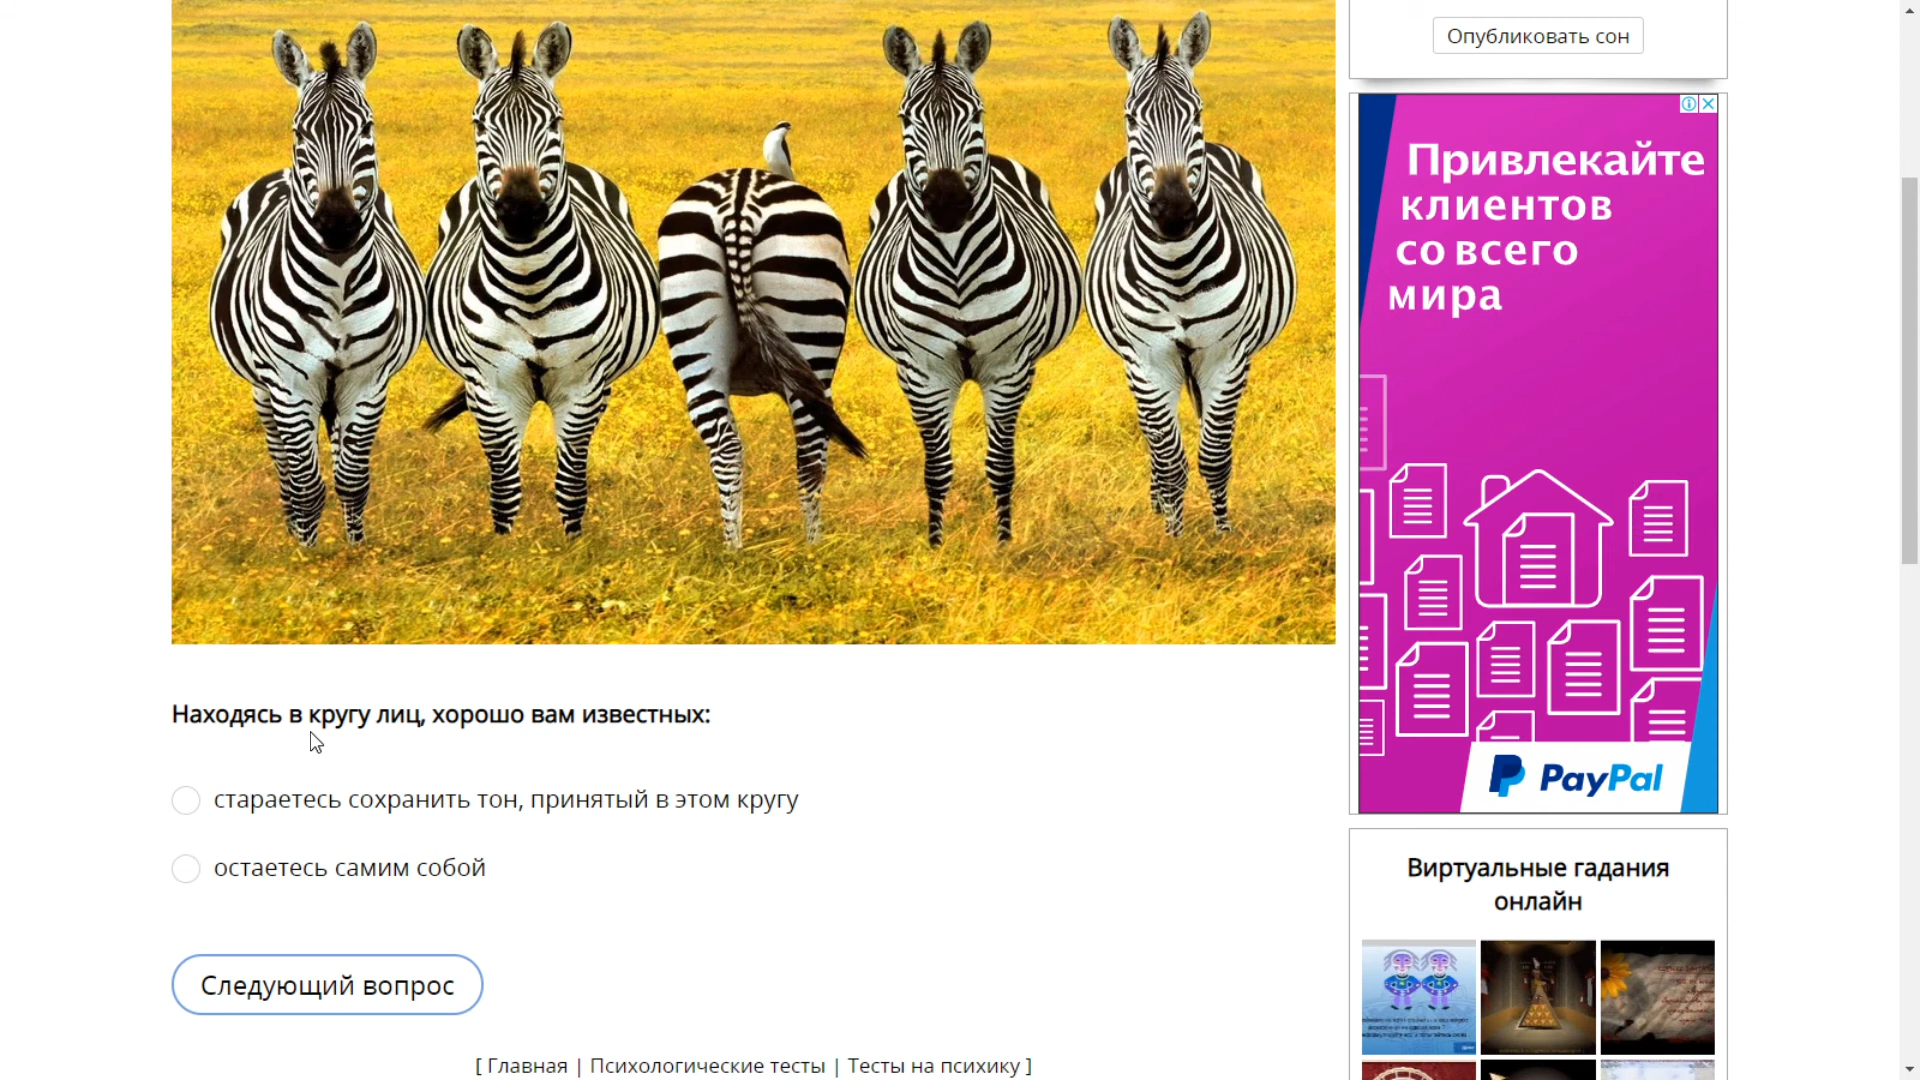 Опубликовать сон
Привлекайте
клиентов
со всего
мира
PayPal
Находясь в кругу лиц, хорошо вам известных:
стараетесь сохранить тон, принятый в этом кругу
остаетесь самим собой
Следующий вопрос
[ Главная | Психологические тесты | Тесты на психику ]
Виртуальные гадания
онлайн